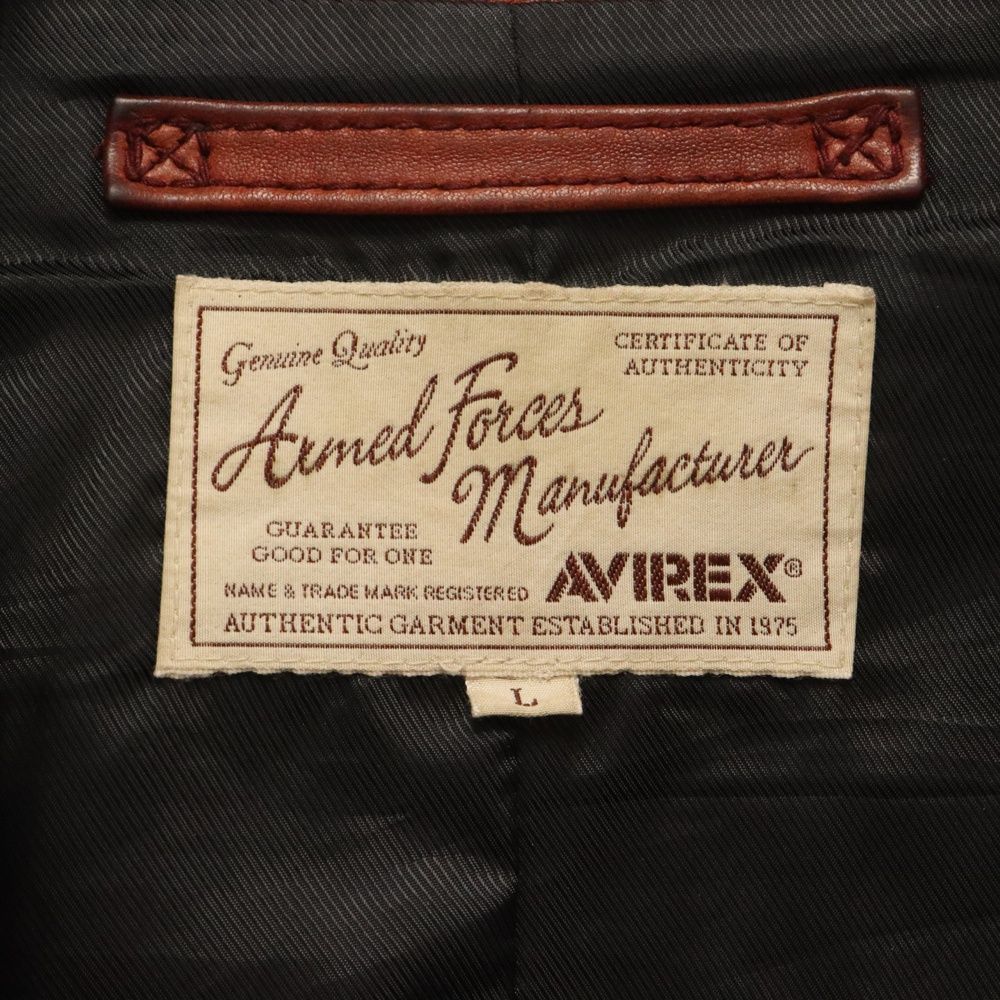 Genuine Quality
CERTIFICATE OF
AUTHENTICITY
Armed Forces
Manufacturer
GUARANTEE
GOOD FOR ONE
NAME & TRADE MARK REGISTERED
AVIREX®
AUTHENTIC GARMENT ESTABLISHED IN 1975
L